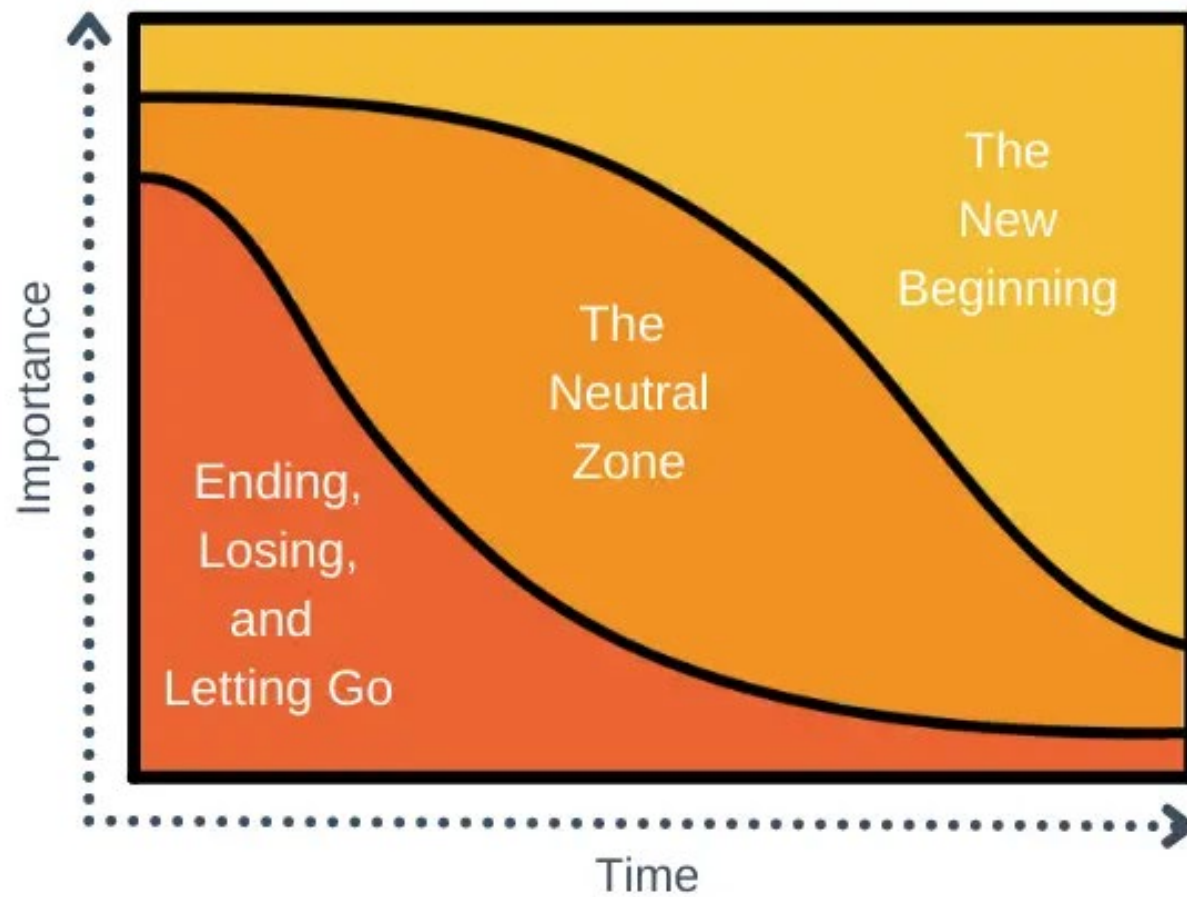 The
New
Beginning
The
Neutral
Zone
Ending,
Losing,
and
Letting Go
Importance
Time